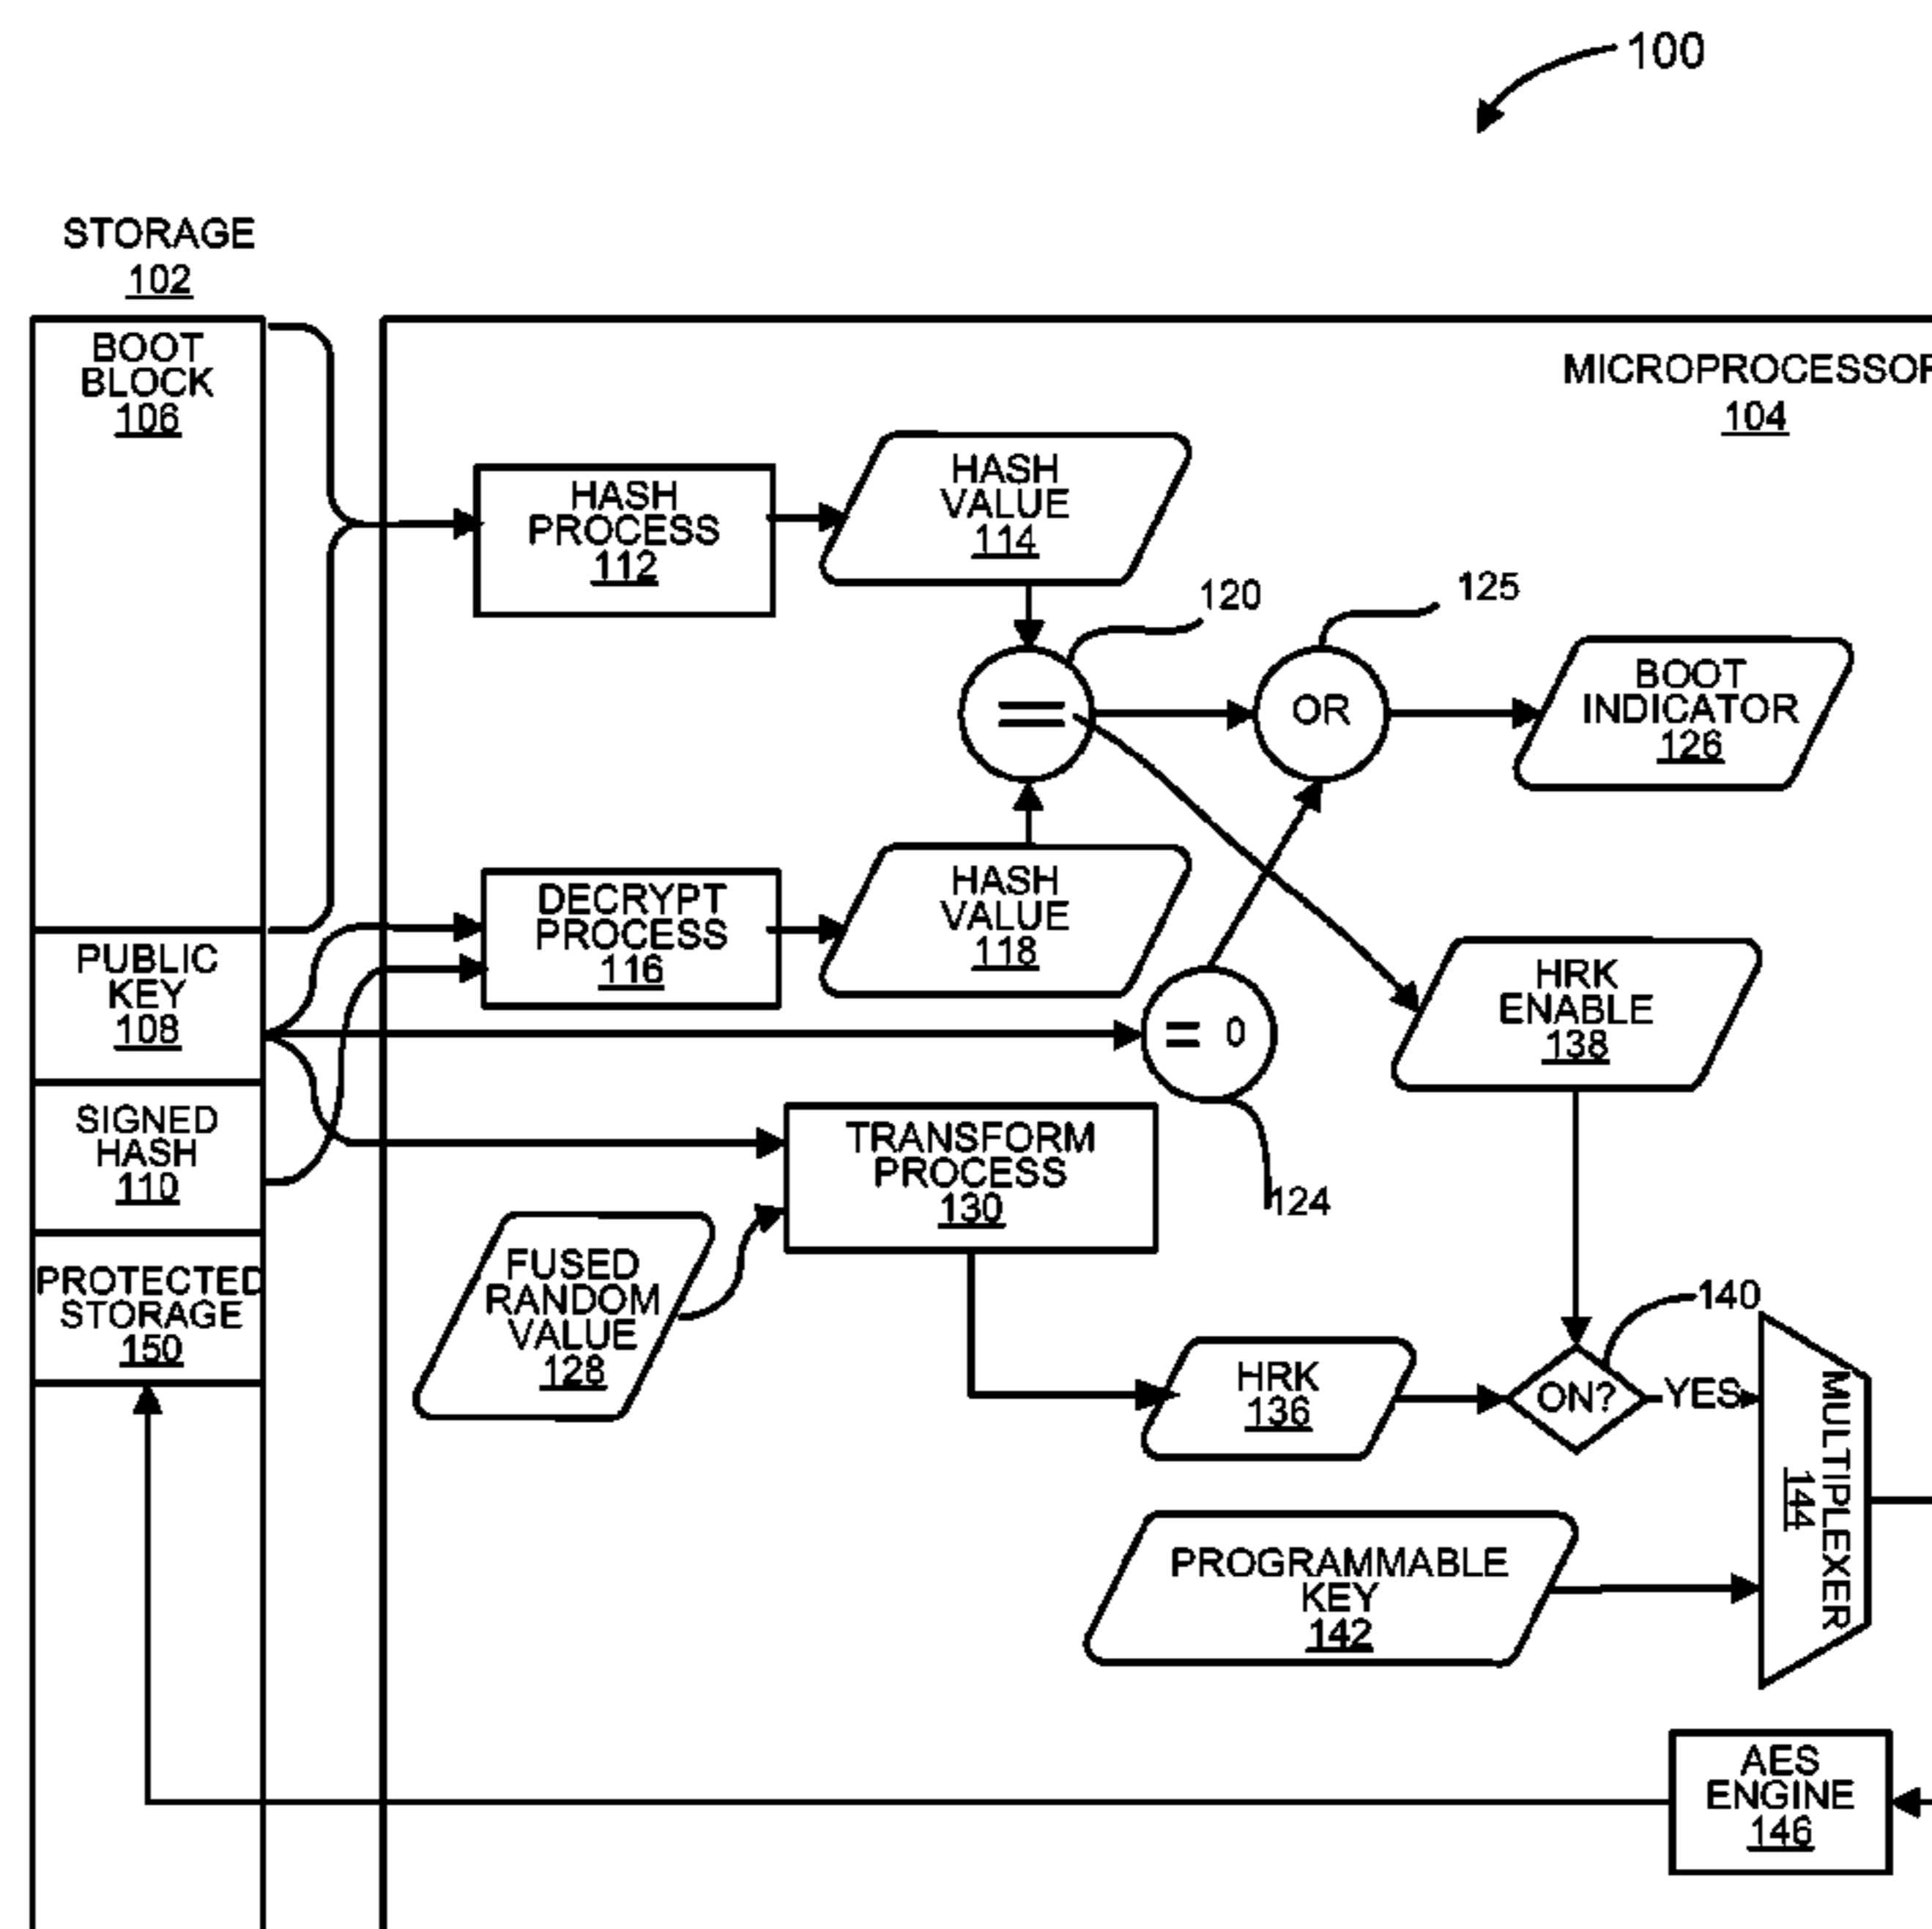 100
STORAGE
102
BOOT
BLOCK
106
MICROPROCESSOR
104
HASH
PROCESS
112
HASH
VALUE
114
120
125
==
OR
BOOT
INDICATOR
126
DECRYPT
PROCESS
116
HASH
VALUE
118
PUBLIC
KEY
108
= 0
HRK
ENABLE
138
SIGNED
HASH
110
TRANSFORM
PROCESS
130
124
FUSED
RANDOM
VALUE
128
PROTECTED
STORAGE
150
140
HRK
136
ON?
YES
MULTIPLEXER
144
PROGRAMMABLE
KEY
142
AES
ENGINE
146